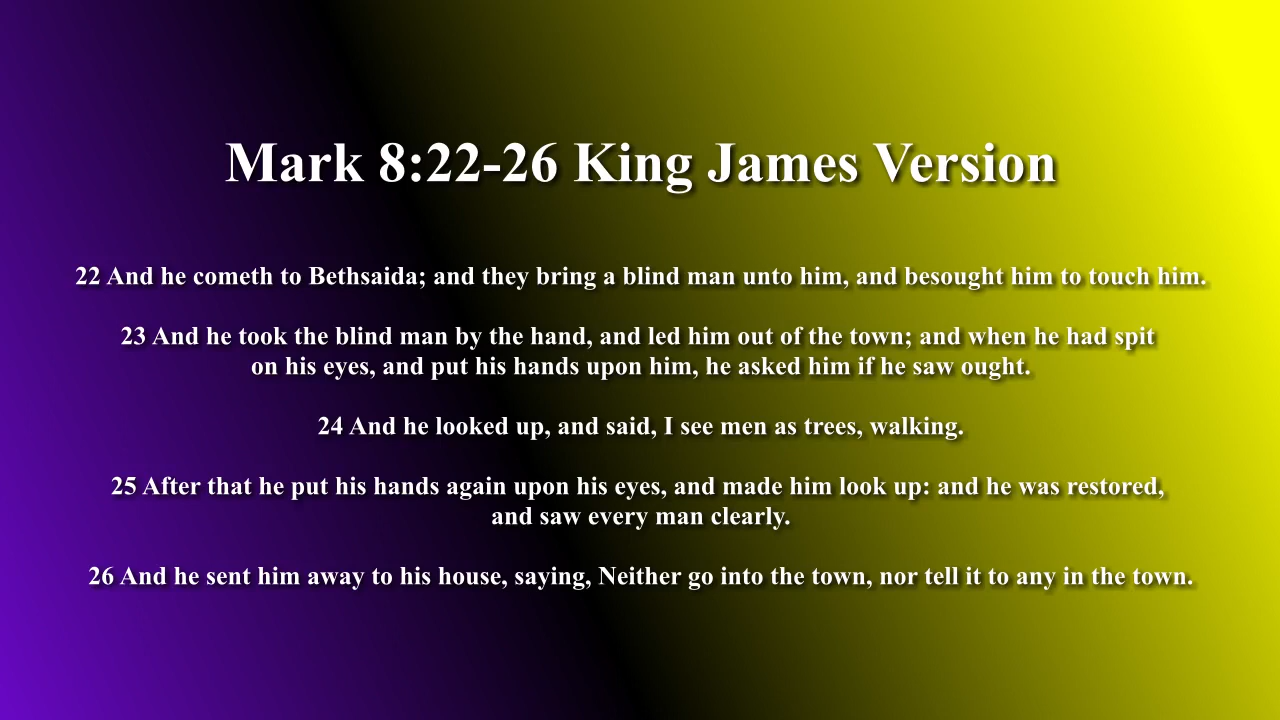 Mark 8:22-26 King James Version
22 And he cometh to Bethsaida; and they bring a blind man unto him, and besought him to touch him.
23 And he took the blind man by the hand, and led him out of the town; and when he had spit
on his eyes, and put his hands upon him, he asked him if he saw ought.
24 And he looked up, and said, I see men as trees, walking.
25 After that he put his hands again upon his eyes, and made him look up: and he was restored,
and saw every man clearly.
26 And he sent him away to his house, saying, Neither go into the town, nor tell it to any in the town.